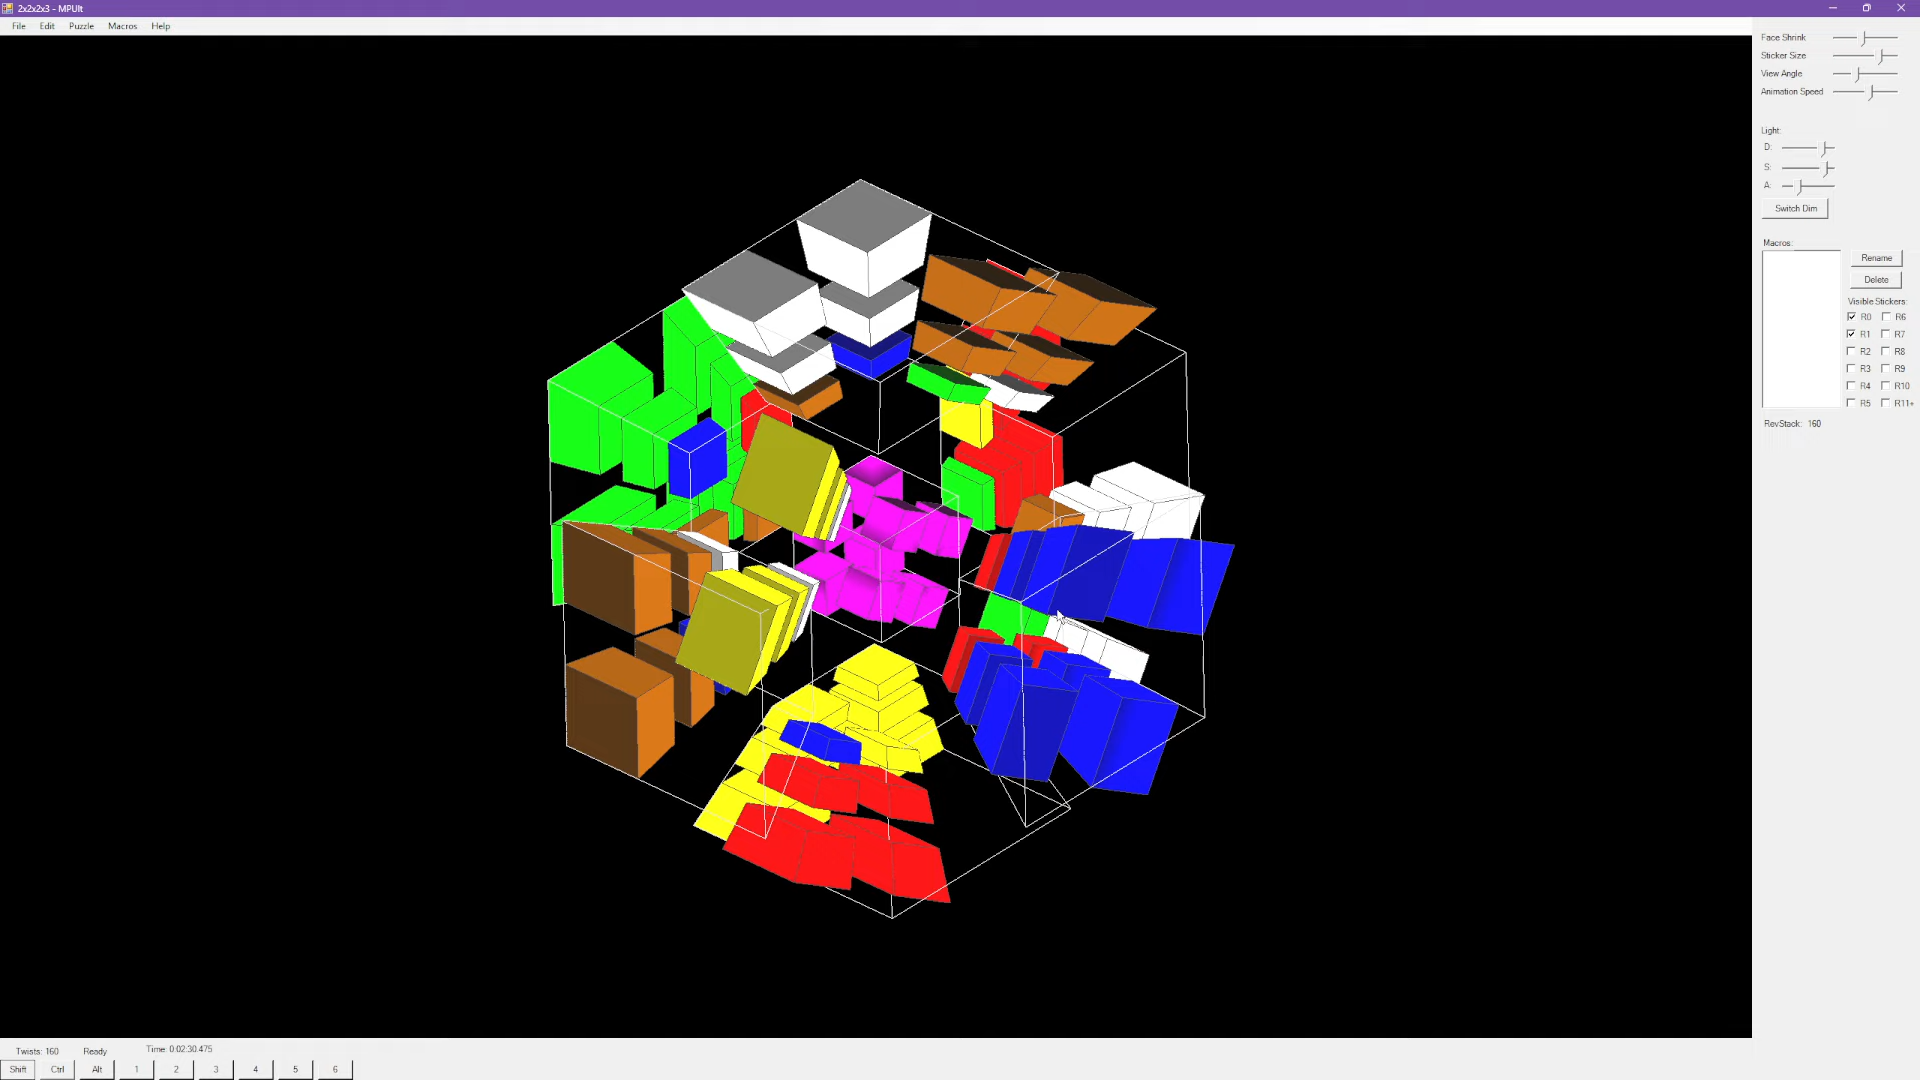 2x2x2x3 - MPUlt
File Edit Puzzle Macros Help
Face Shrink
Sticker Size
View Angle
Animation Speed
Light:
D:
S:
A:
Switch Dim
Macros:
Rename
Delete
Visible Stickers:
R0 R6
R1 R7
R2 R8
R3 R9
R4 R10
R5 R11+
RevStack: 160
Twists: 160 Ready Time: 0:02:30.475
Shift Ctrl Alt 1 2 3 4 5 6